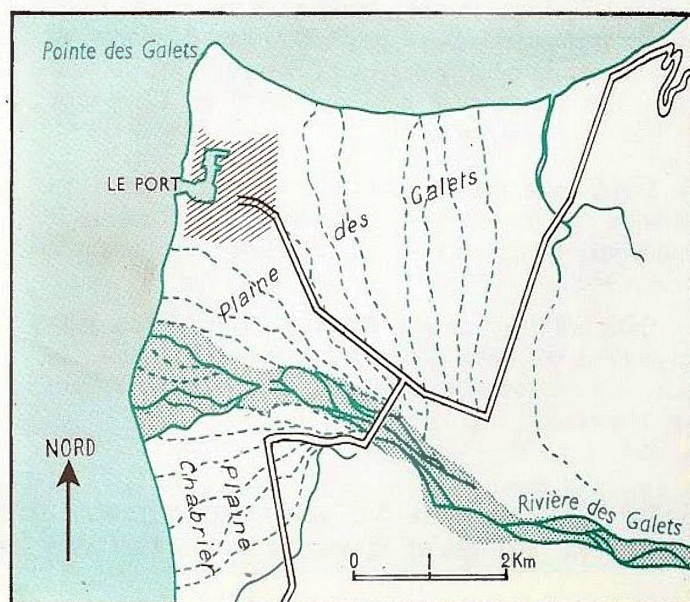 Pointe des Galets
LE PORT
Plaine des Galets
NORD
Plaine
Chabrier
Rivière des Galets
0 1 2Km